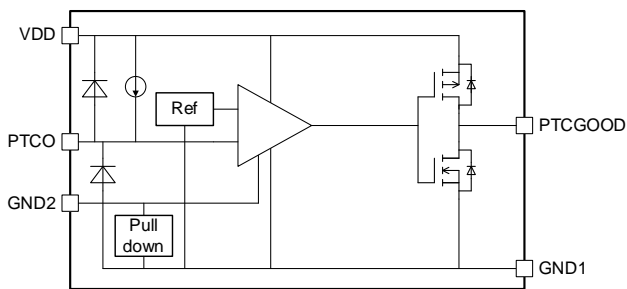 VDD
Ref
PTCO
PTCGOOD
GND2
Pull
down
GND1